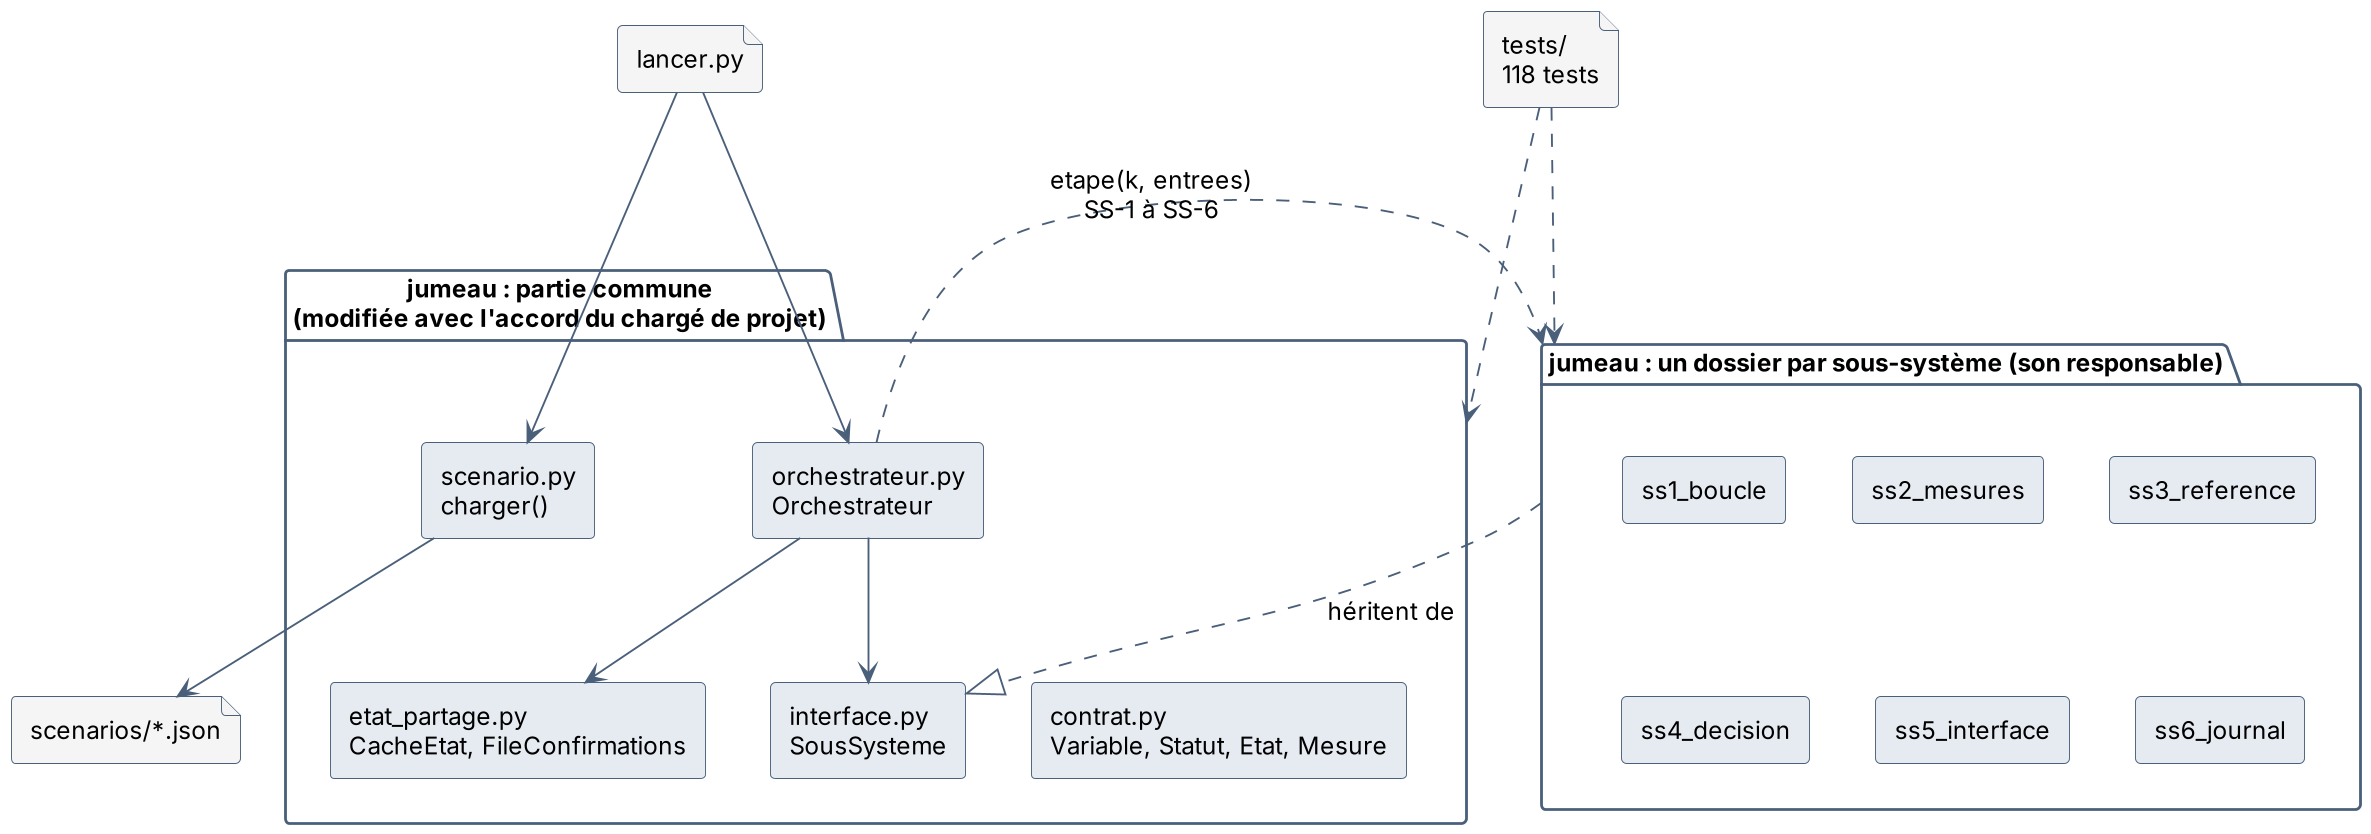 lancer.py
tests/
118 tests
etape(k, entrees)
SS-1 à SS-6
jumeau : partie commune
(modifiée avec l'accord du chargé de projet)
jumeau : un dossier par sous-système (son responsable)
scenario.py
charger()
orchestrateur.py
Orchestrateur
ss1_boucle
ss2_mesures
ss3_reference
héritent de
scenarios/*.json
etat_partage.py
CacheEtat, FileConfirmations
interface.py
SousSysteme
contrat.py
Variable, Statut, Etat, Mesure
ss4_decision
ss5_interface
ss6_journal